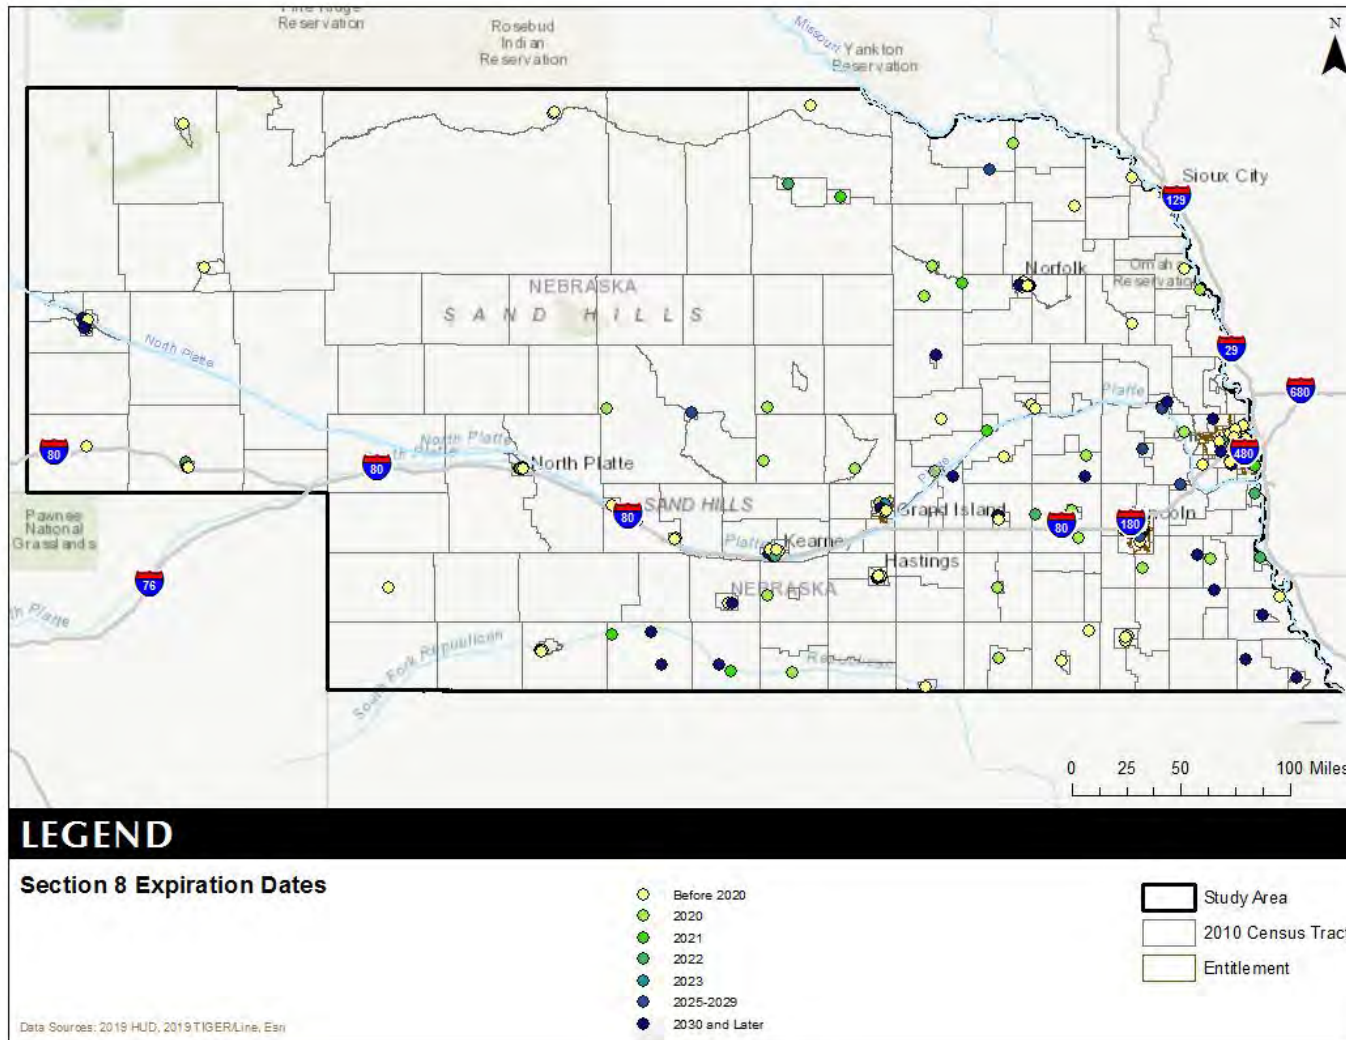 Pine Ridge
Reservation
Rosebud
Indian
Reservation
Missouri
Yankton
Reservation
N
Sioux City
129
NEBRASKA
SAND HILLS
Norfolk
Omaha
Reservation
North Platte
29
680
Platte
North Platte
North Platte
80
80
North Platte
480
SAND HILLS
80
Platte
Grand Island
80
180
Pawnee
National
Grasslands
76
Platte
Kearney
Hastings
NEBRASKA
th Platte
South Fork Republican
Republican
0 25 50 100 Miles
LEGEND
Section 8 Expiration Dates
Before 2020
2020
2021
2022
2023
2025-2029
2030 and Later
Study Area
2010 Census Tract
Entitlement
Data Sources: 2019 HUD, 2019 TIGER/Line, Esri